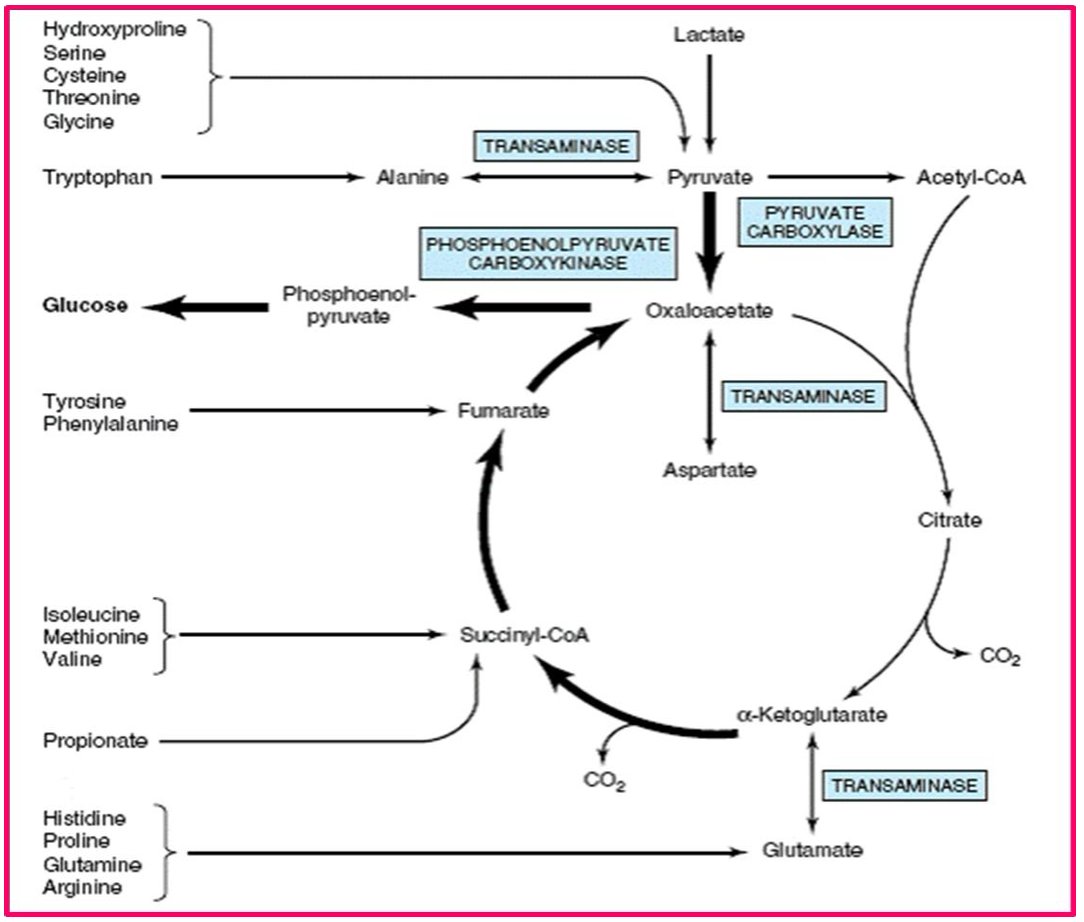 Hydroxyproline
Serine
Cysteine
Threonine
Glycine
Lactate
TRANSAMINASE
Tryptophan
Alanine
Pyruvate
Acetyl-CoA
PYRUVATE
CARBOXYLASE
PHOSPHOENOLPYRUVATE
CARBOXYKINASE
Glucose
Phosphoenol-
pyruvate
Oxaloacetate
TRANSAMINASE
Tyrosine
Phenylalanine
Fumarate
Aspartate
Citrate
Isoleucine
Methionine
Valine
Succinyl-CoA
CO₂
α-Ketoglutarate
Propionate
CO₂
TRANSAMINASE
Histidine
Proline
Glutamine
Arginine
Glutamate